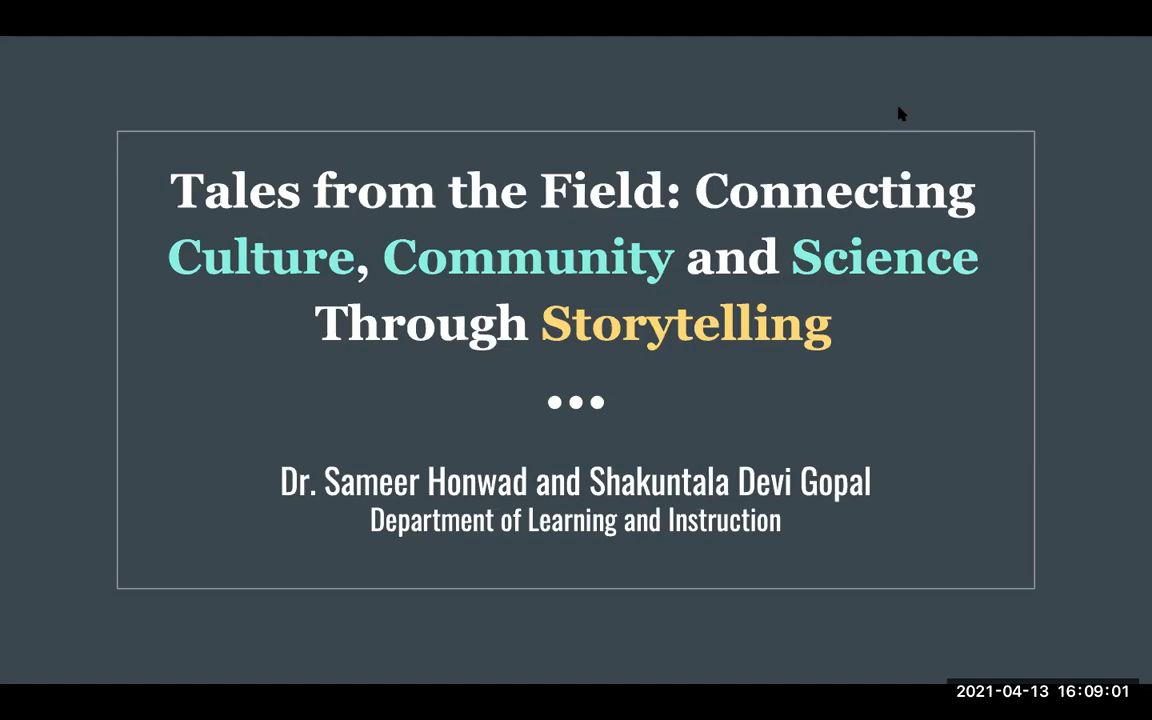 Tales from the Field: Connecting
Culture, Community and Science
Through Storytelling
Dr. Sameer Honwad and Shakuntala Devi Gopal
Department of Learning and Instruction
2021-04-13 16:09:01